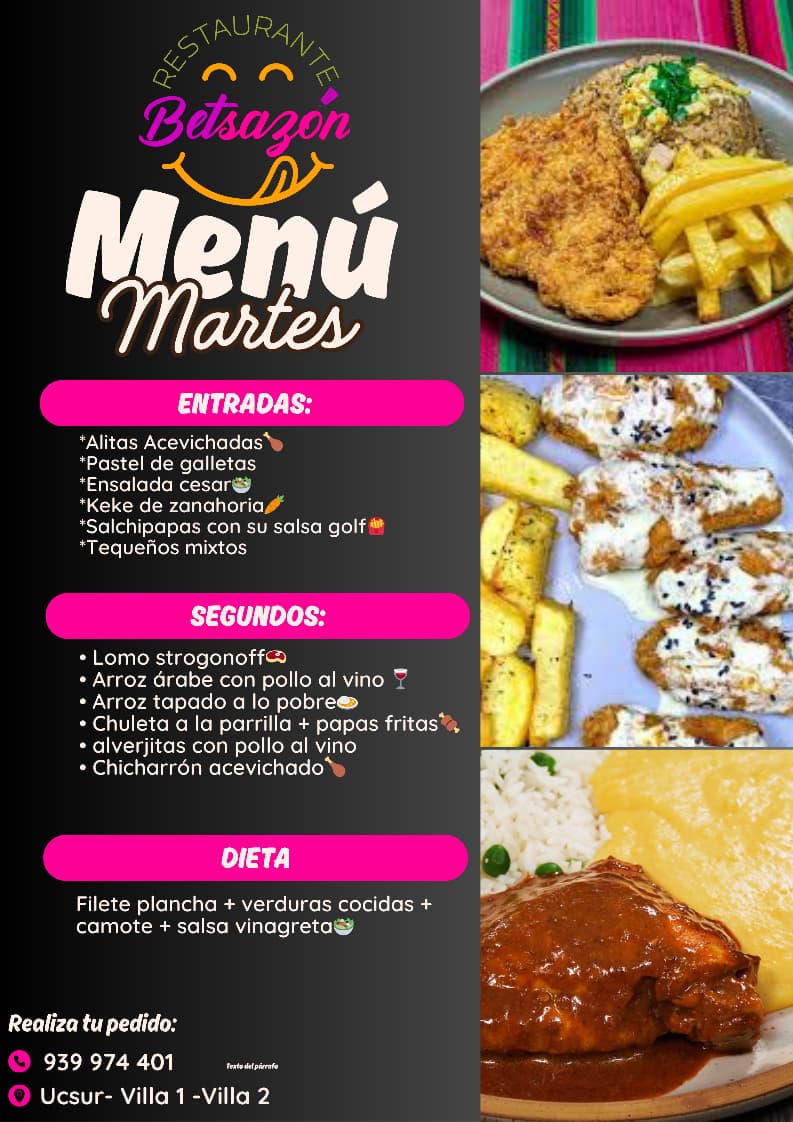 RESTAURANTE
Betsazón
Menú
Martes
ENTRADAS:
*Alitas Acevichadas🍗
*Pastel de galletas
*Ensalada cesar🥗
*Keke de zanahoria🥕
*Salchipapas con su salsa golf🍟
*Tequeños mixtos
SEGUNDOS:
• Lomo strogonoff🥩
• Arroz árabe con pollo al vino 🍷
• Arroz tapado a lo pobre🍳
• Chuleta a la parrilla + papas fritas🍖
• alverjitas con pollo al vino
• Chicharrón acevichado🍗
DIETA
Filete plancha + verduras cocidas +
camote + salsa vinagreta🥗
Realiza tu pedido:
939 974 401
Texto del párrafo
Ucsur- Villa 1 -Villa 2